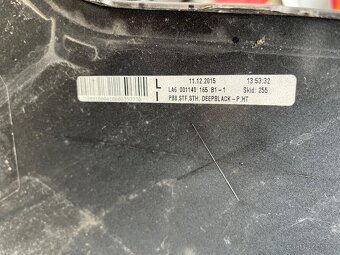 L 11.12.2015 13:53:32
LA6 001140 165 B1-1 Skid: 255
I P88.STF.STH. DEEPBLACK-P.HT